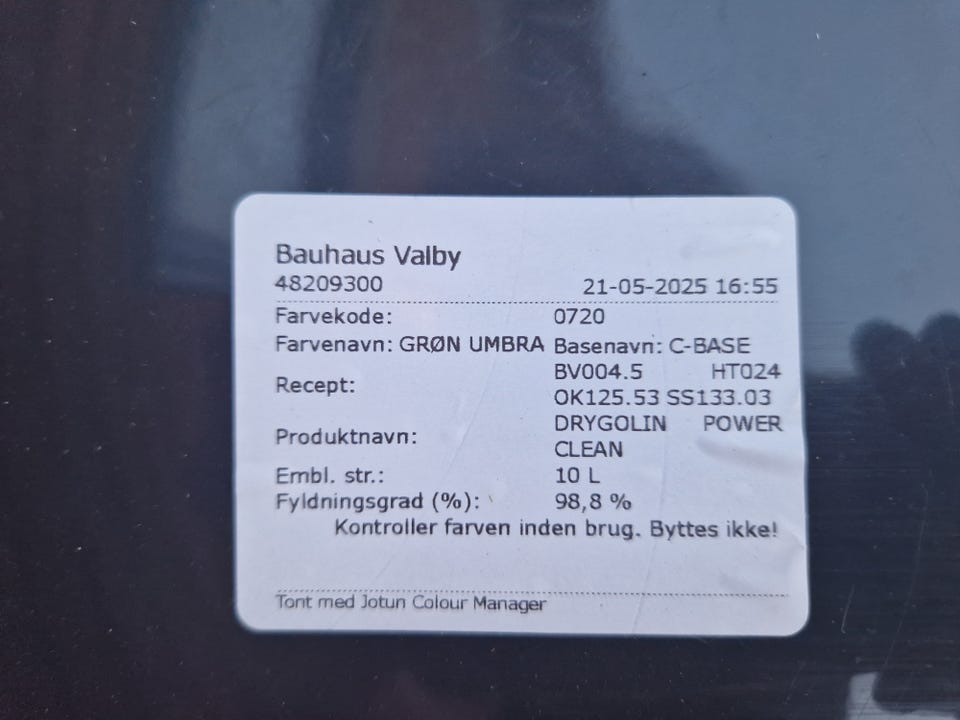 Bauhaus Valby
48209300 21-05-2025 16:55
Farvekode: 0720
Farvenavn: GRØN UMBRA Basenavn: C-BASE
Recept: BV004.5 HT024
OK125.53 SS133.03
Produktnavn: DRYGOLIN POWER
CLEAN
Embl. str.: 10 L
Fyldningsgrad (%): 98,8 %
Kontroller farven inden brug. Byttes ikke!
Tont med Jotun Colour Manager